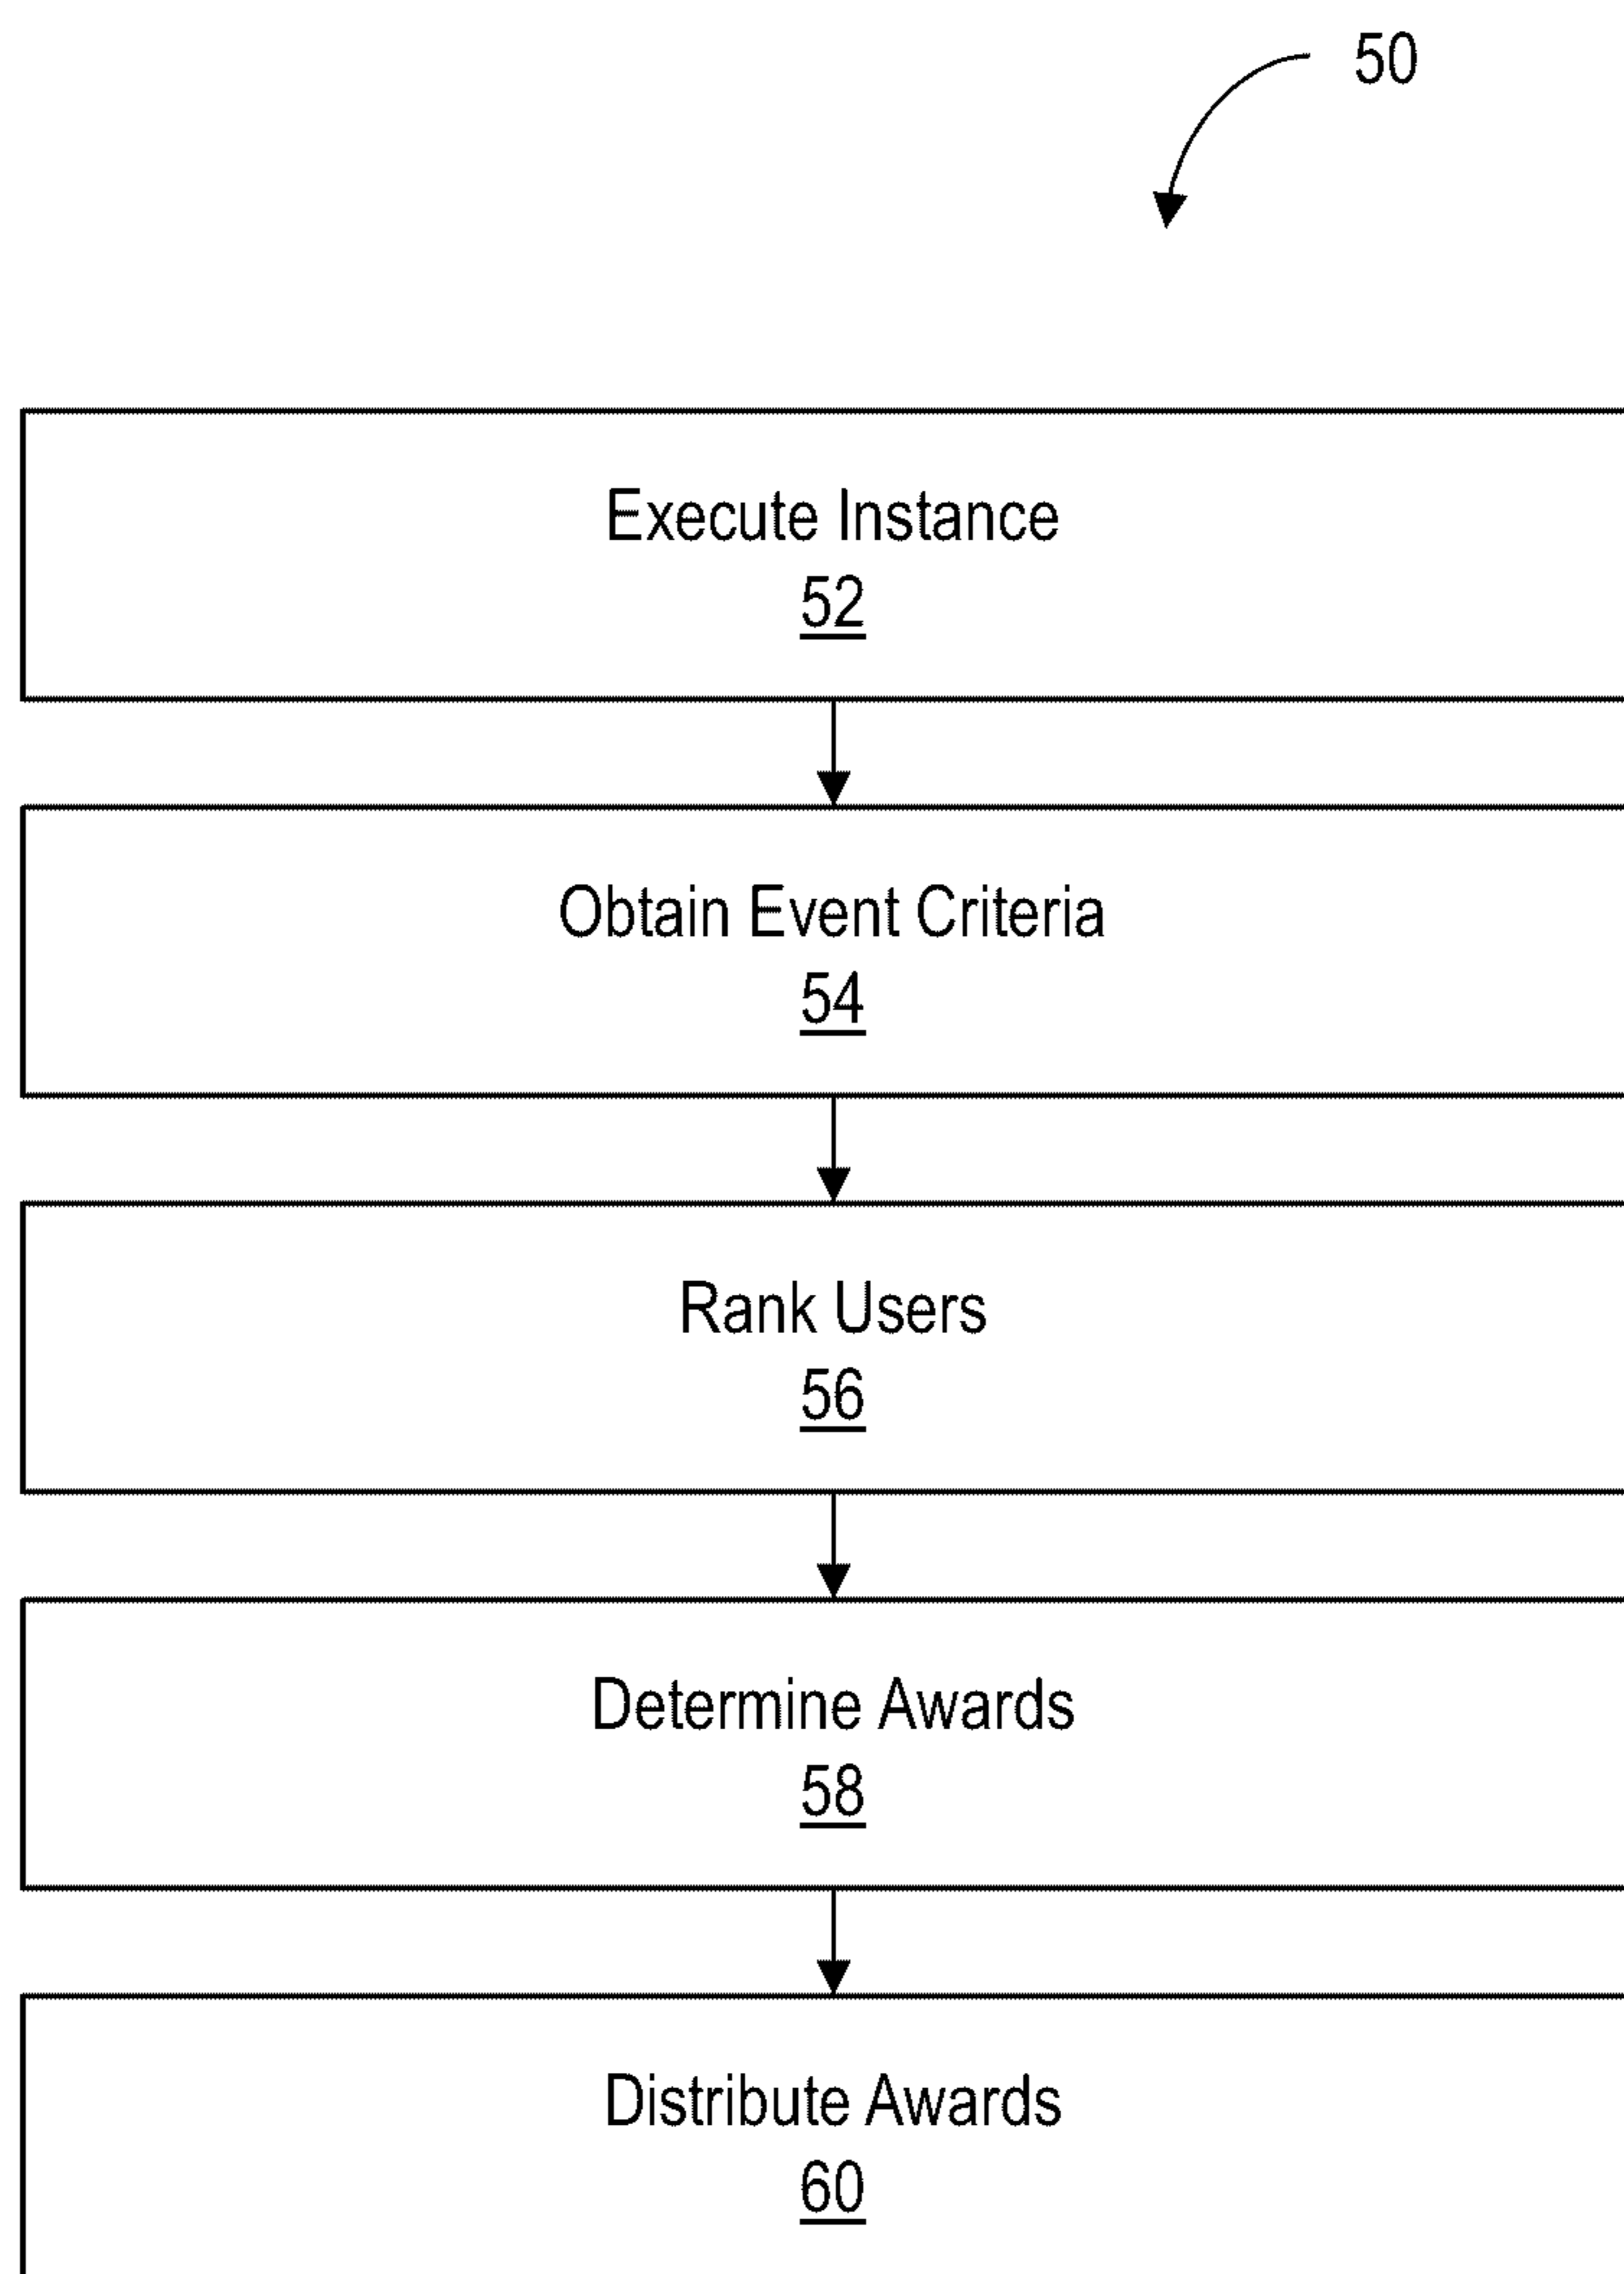 50
Execute Instance
52
Obtain Event Criteria
54
Rank Users
56
Determine Awards
58
Distribute Awards
60